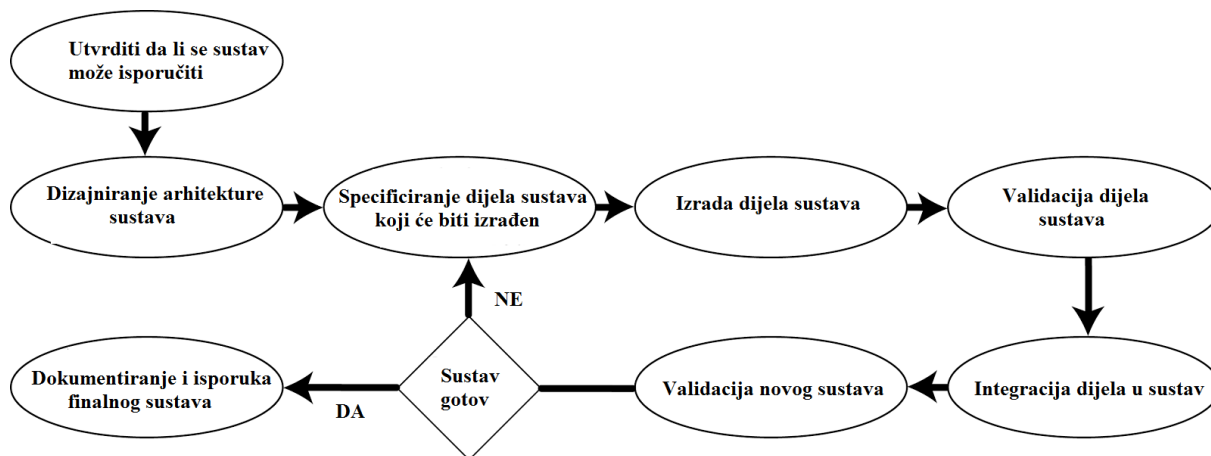 Utvrditi da li se sustav
može isporučiti
Dizajniranje arhitekture
sustava
Specificiranje dijela sustava
koji će biti izrađen
Izrada dijela sustava
Validacija dijela
sustava
NE
Dokumentiranje i isporuka
finalnog sustava
DA
Sustav
gotov
Validacija novog sustava
Integracija dijela u sustav